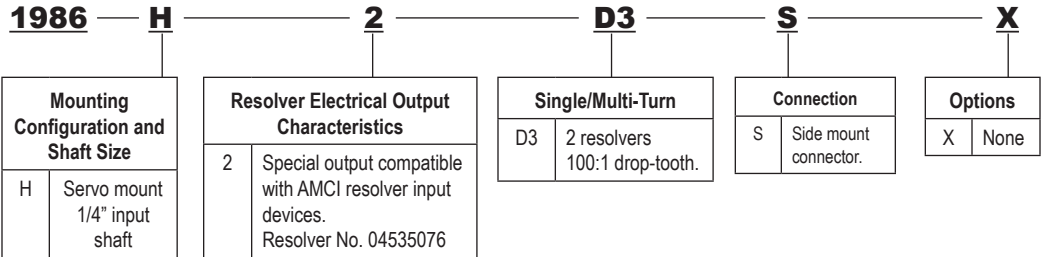 1986 H 2 D3 S X
Mounting
Configuration and
Shaft Size
H Servo mount
1/4” input
shaft
Resolver Electrical Output
Characteristics
2 Special output compatible
with AMCI resolver input
devices.
Resolver No. 04535076
Single/Multi-Turn
D3 2 resolvers
100:1 drop-tooth.
Connection
S Side mount
connector.
Options
X None